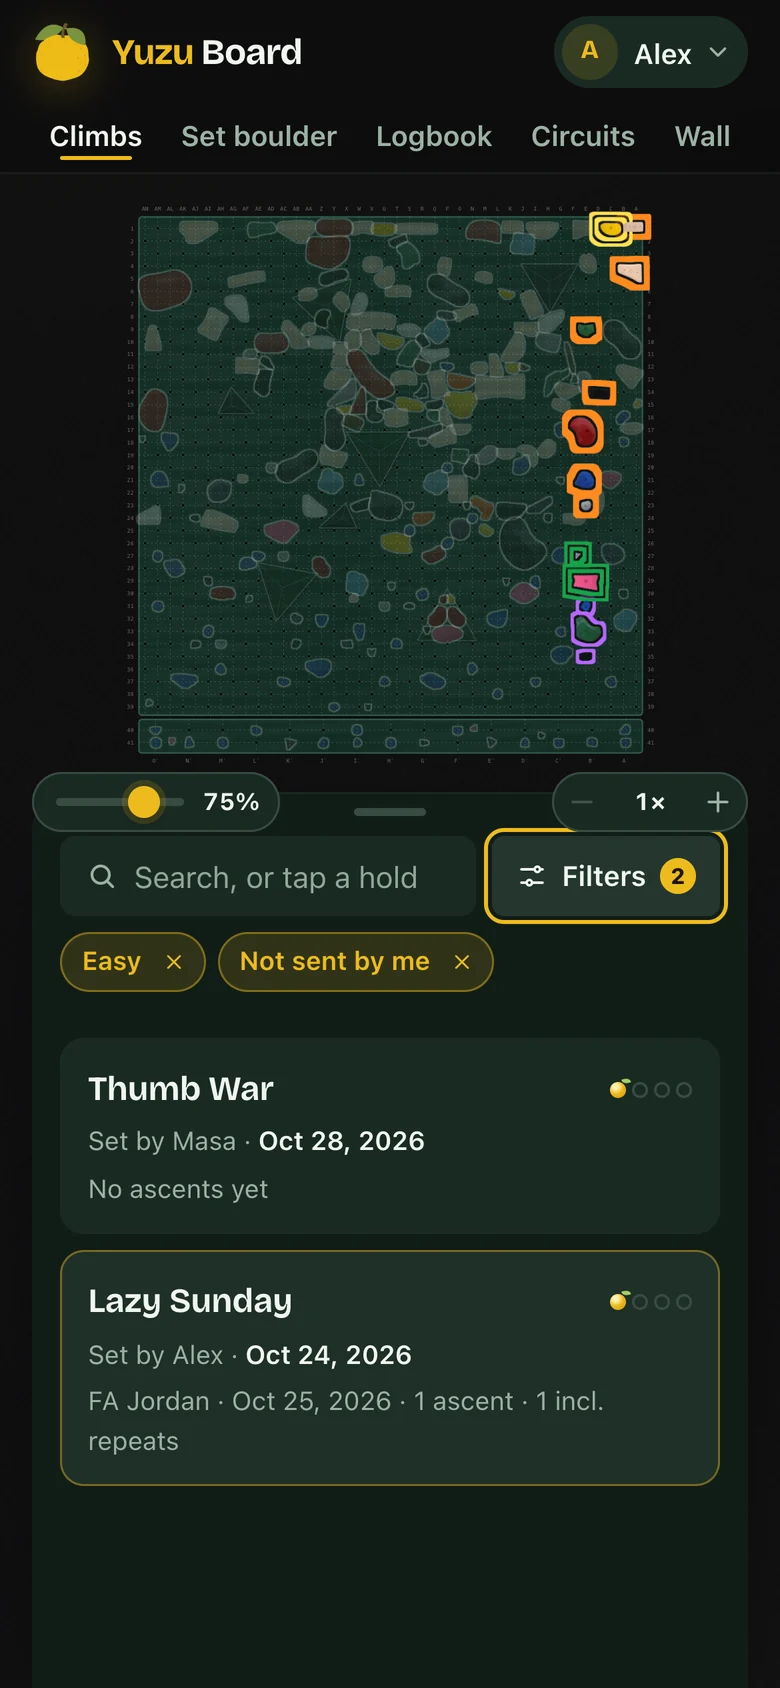 Yuzu Board
A Alex
Climbs Set boulder Logbook Circuits Wall
75%
1×
Search, or tap a hold
Filters 2
Easy ×
Not sent by me ×
Thumb War
Set by Masa · Oct 28, 2026
No ascents yet
Lazy Sunday
Set by Alex · Oct 24, 2026
FA Jordan · Oct 25, 2026 · 1 ascent · 1 incl.
repeats